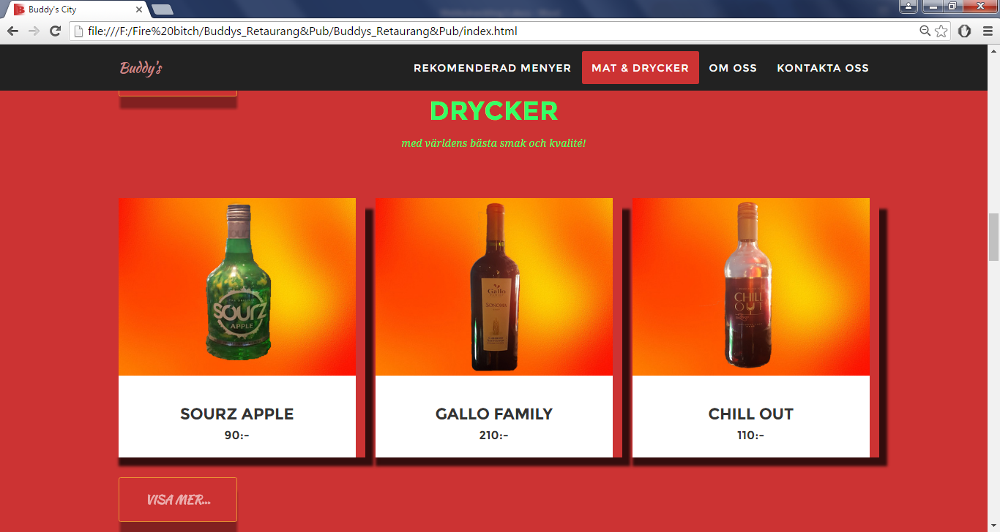 Buddy's City
file:///F:/Fire%20bitch/Buddys_Retaurang&Pub/Buddys_Retaurang&Pub/index.html
Buddy's
REKOMENDERAD MENYER
MAT & DRYCKER
OM OSS
KONTAKTA OSS
DRYCKER
med världens bästa smak och kvalité!
SOURZ
APPLE
Gallo
SONOMA
CHILL
OUT
SOURZ APPLE
90:-
GALLO FAMILY
210:-
CHILL OUT
110:-
VISA MER...